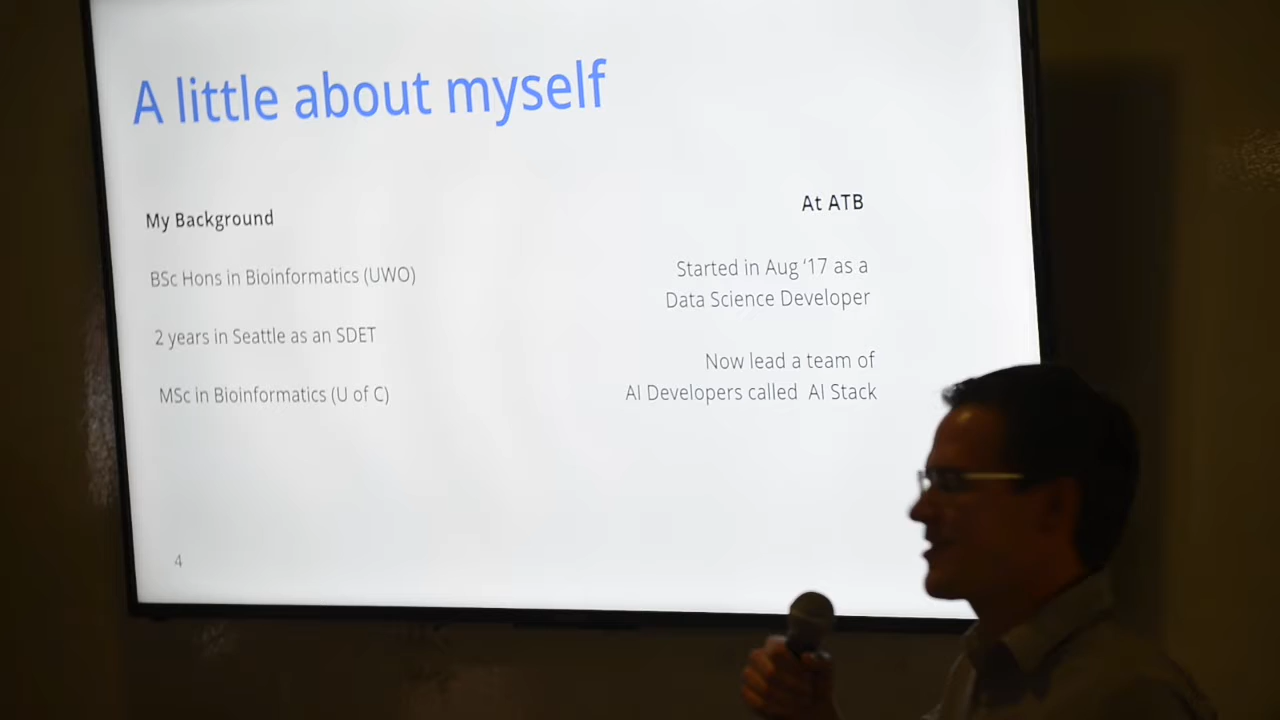 A little about myself
My Background
BSc Hons in Bioinformatics (UWO)
2 years in Seattle as an SDET
MSc in Bioinformatics (U of C)
At ATB
Started in Aug ‘17 as a
Data Science Developer
Now lead a team of
AI Developers called AI Stack
4